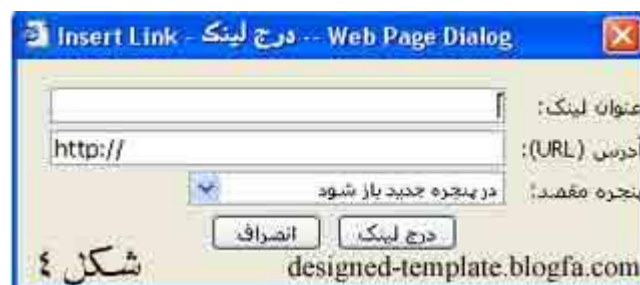 Insert Link - درج لینک -- Web Page Dialog
عنوان لینک:
آدرس (URL):
http://
پنجره مقصد:
در پنجره جدید باز شود
درج لینک
انصراف
شکل ٤
designed-template.blogfa.com